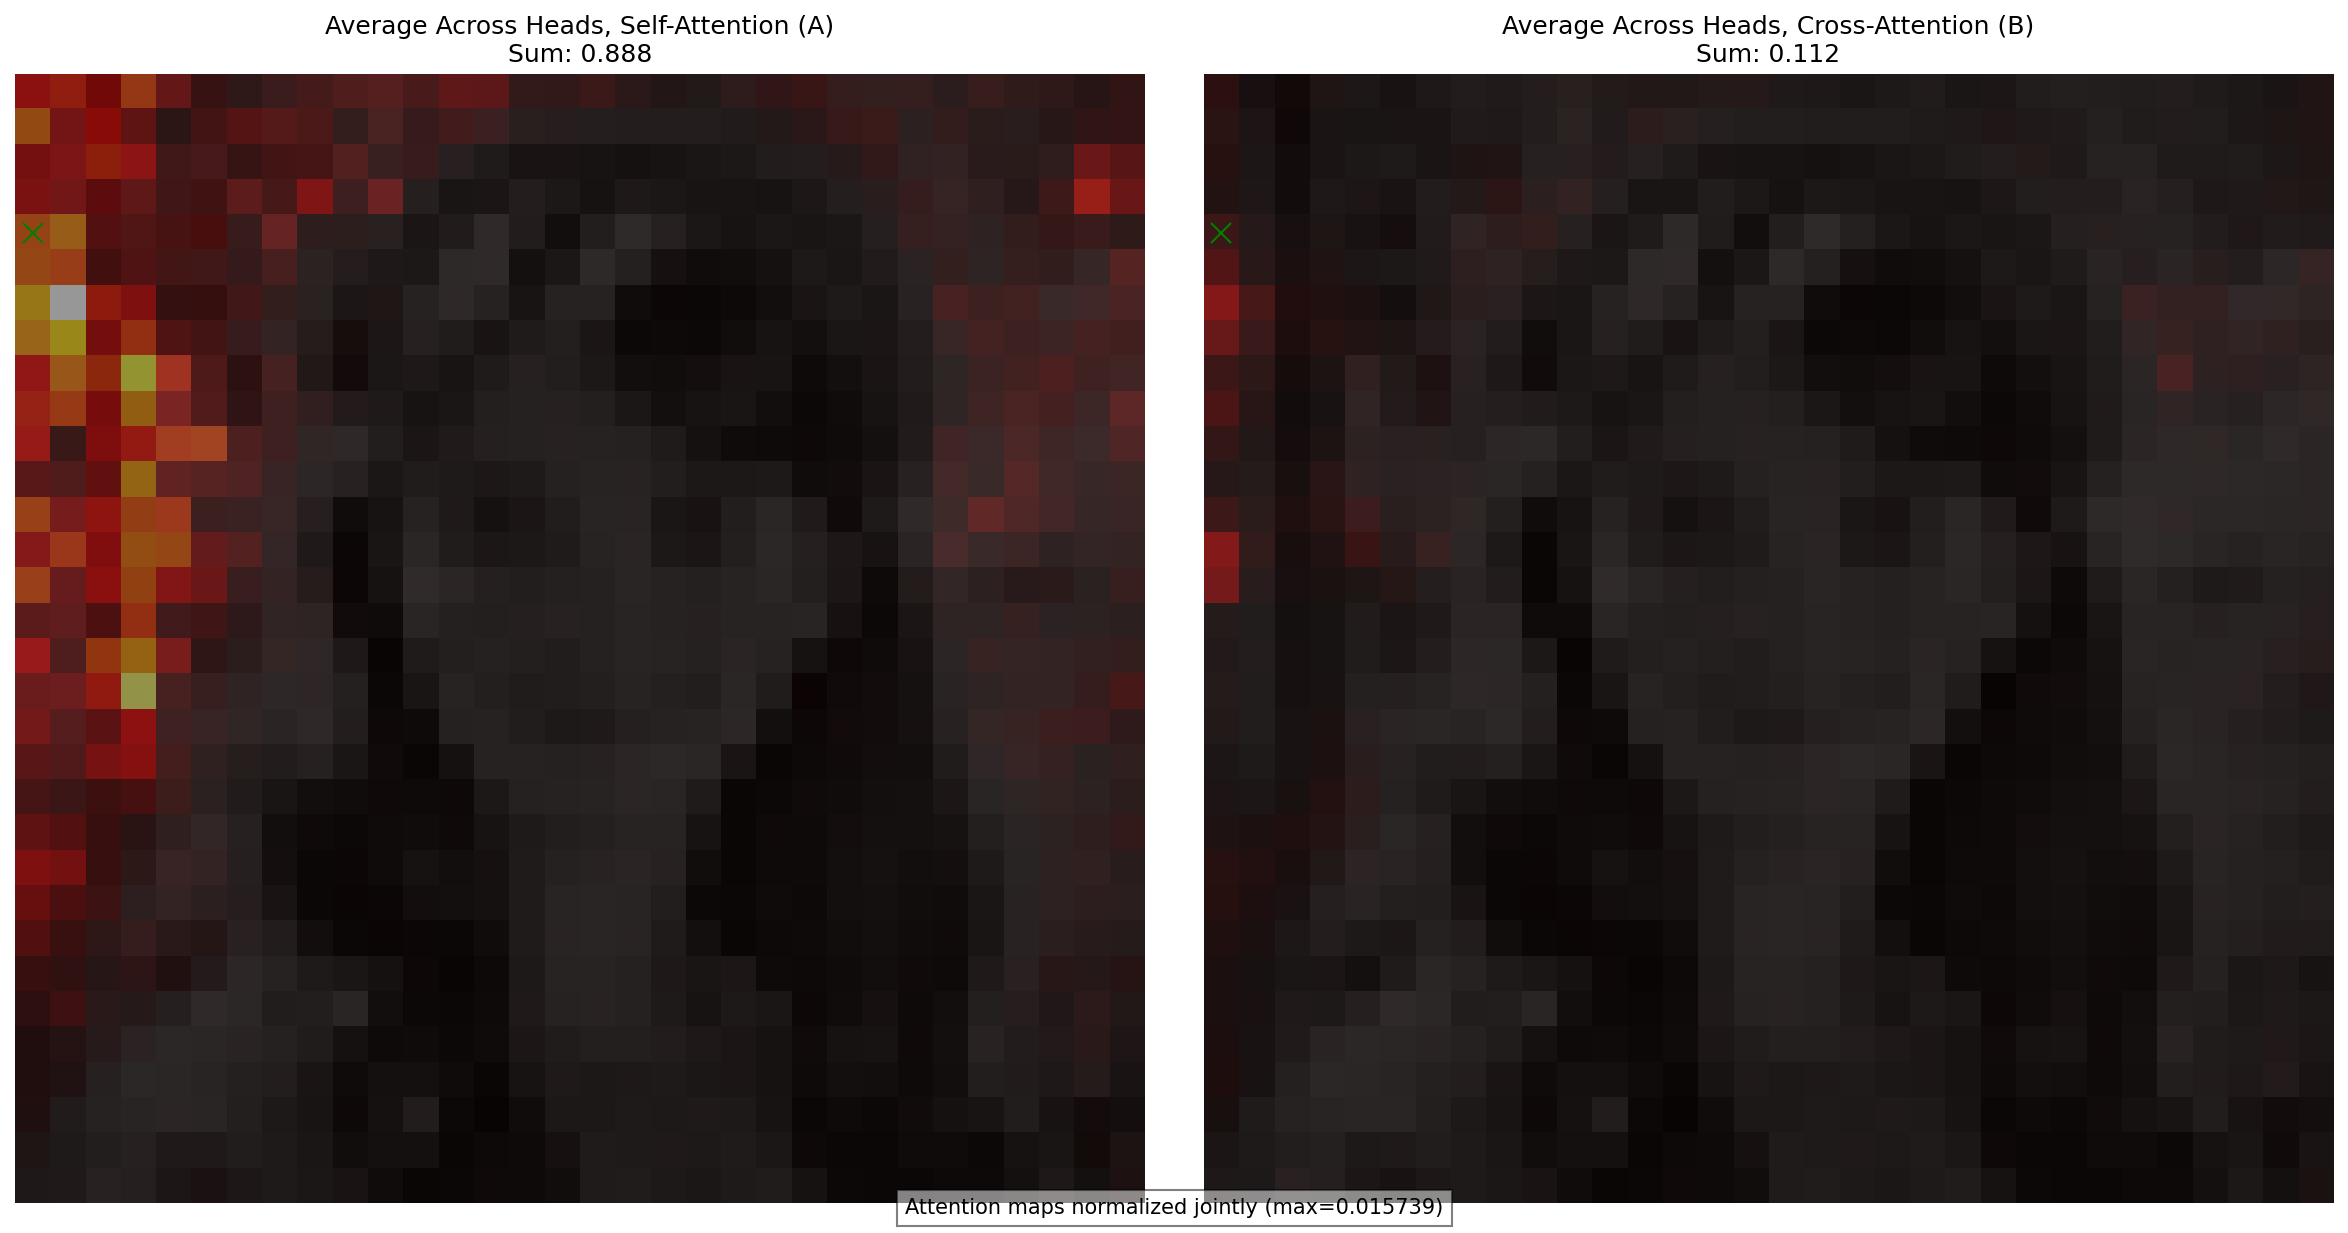 Average Across Heads, Self-Attention (A)
Sum: 0.888
Average Across Heads, Cross-Attention (B)
Sum: 0.112
Attention maps normalized jointly (max=0.015739)